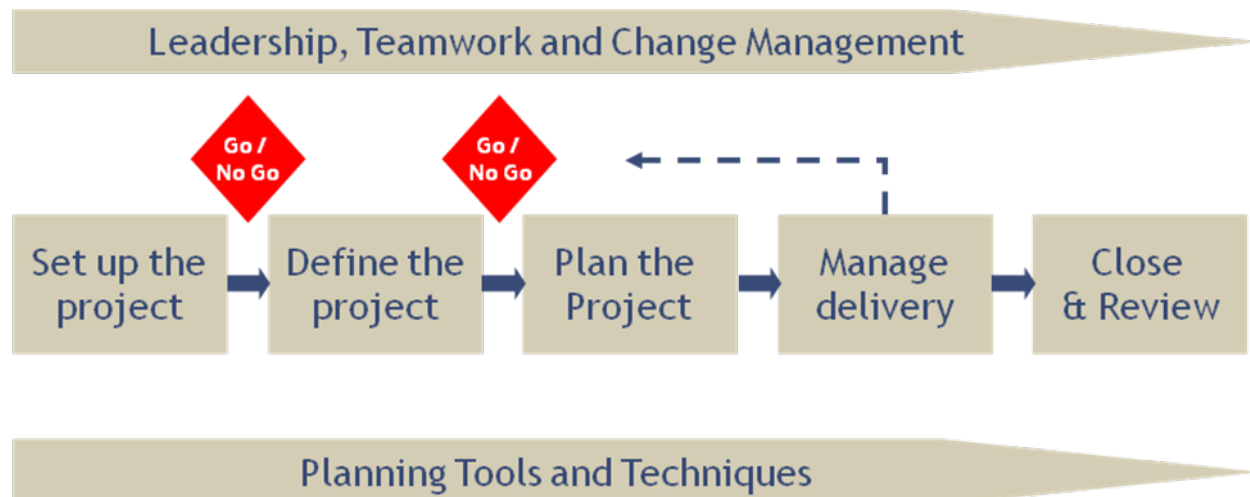 Leadership, Teamwork and Change Management
Go /
No Go
Go /
No Go
Set up the
project
Define the
project
Plan the
Project
Manage
delivery
Close
& Review
Planning Tools and Techniques